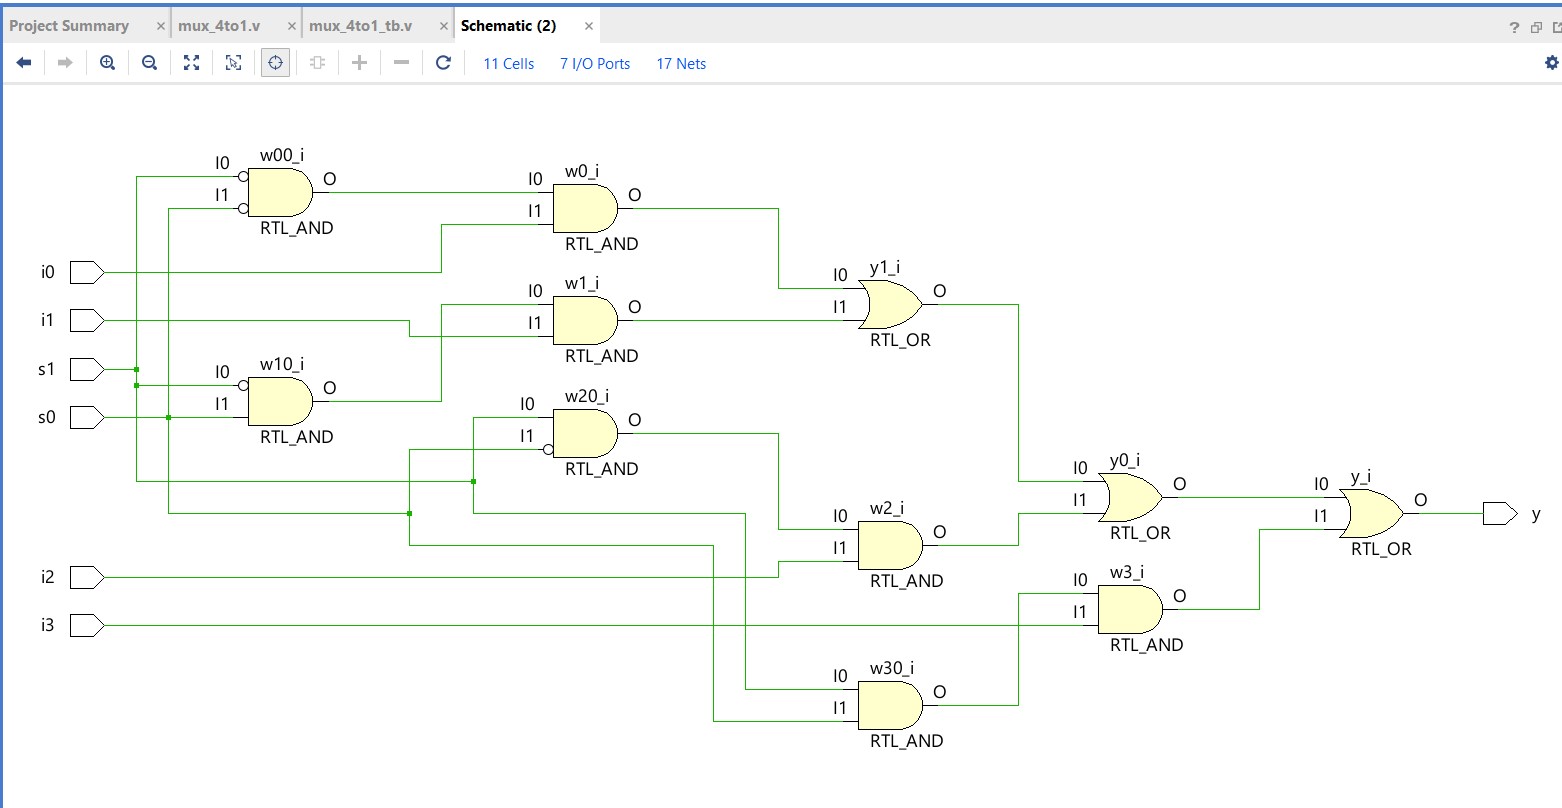 Project Summary × mux_4to1.v × mux_4to1_tb.v × Schematic (2) × ?
11 Cells 7 I/O Ports 17 Nets
w00_i
I0
I1
O
RTL_AND
w0_i
I0
I1
O
RTL_AND
i0
w1_i
I0
I1
O
RTL_AND
y1_i
I0
I1
O
RTL_OR
i1
s1
s0
w10_i
I0
I1
O
RTL_AND
w20_i
I0
I1
O
RTL_AND
w2_i
I0
I1
O
RTL_AND
y0_i
I0
I1
O
RTL_OR
y_i
I0
I1
O
RTL_OR
y
i2
i3
w3_i
I0
I1
O
RTL_AND
w30_i
I0
I1
O
RTL_AND